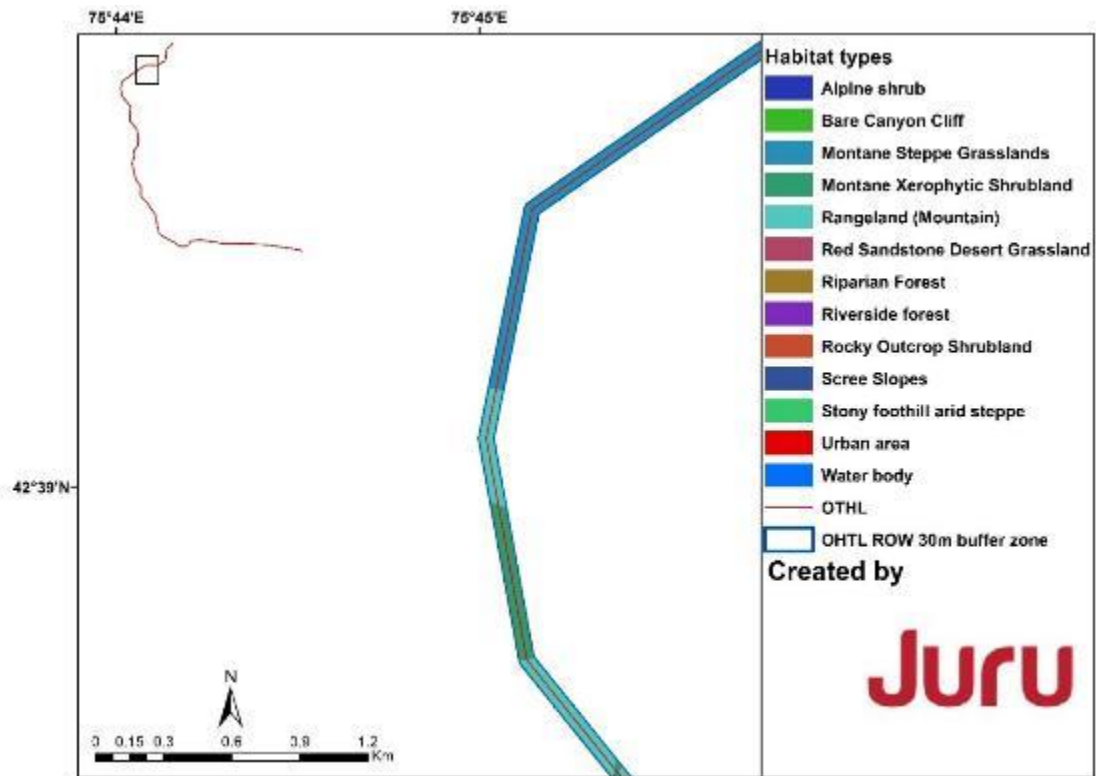 75°44'E
75°45'E
Habitat types
Alpine shrub
Bare Canyon Cliff
Montane Steppe Grasslands
Montane Xerophytic Shrubland
Rangeland (Mountain)
Red Sandstone Desert Grassland
Riparian Forest
Riverside forest
Rocky Outcrop Shrubland
Scree Slopes
Stony foothill arid steppe
Urban area
Water body
OTHL
OHTL ROW 30m buffer zone
Created by
Juru
42°39'N
N
0 0.15 0.3 0.6 0.9 1.2
Km